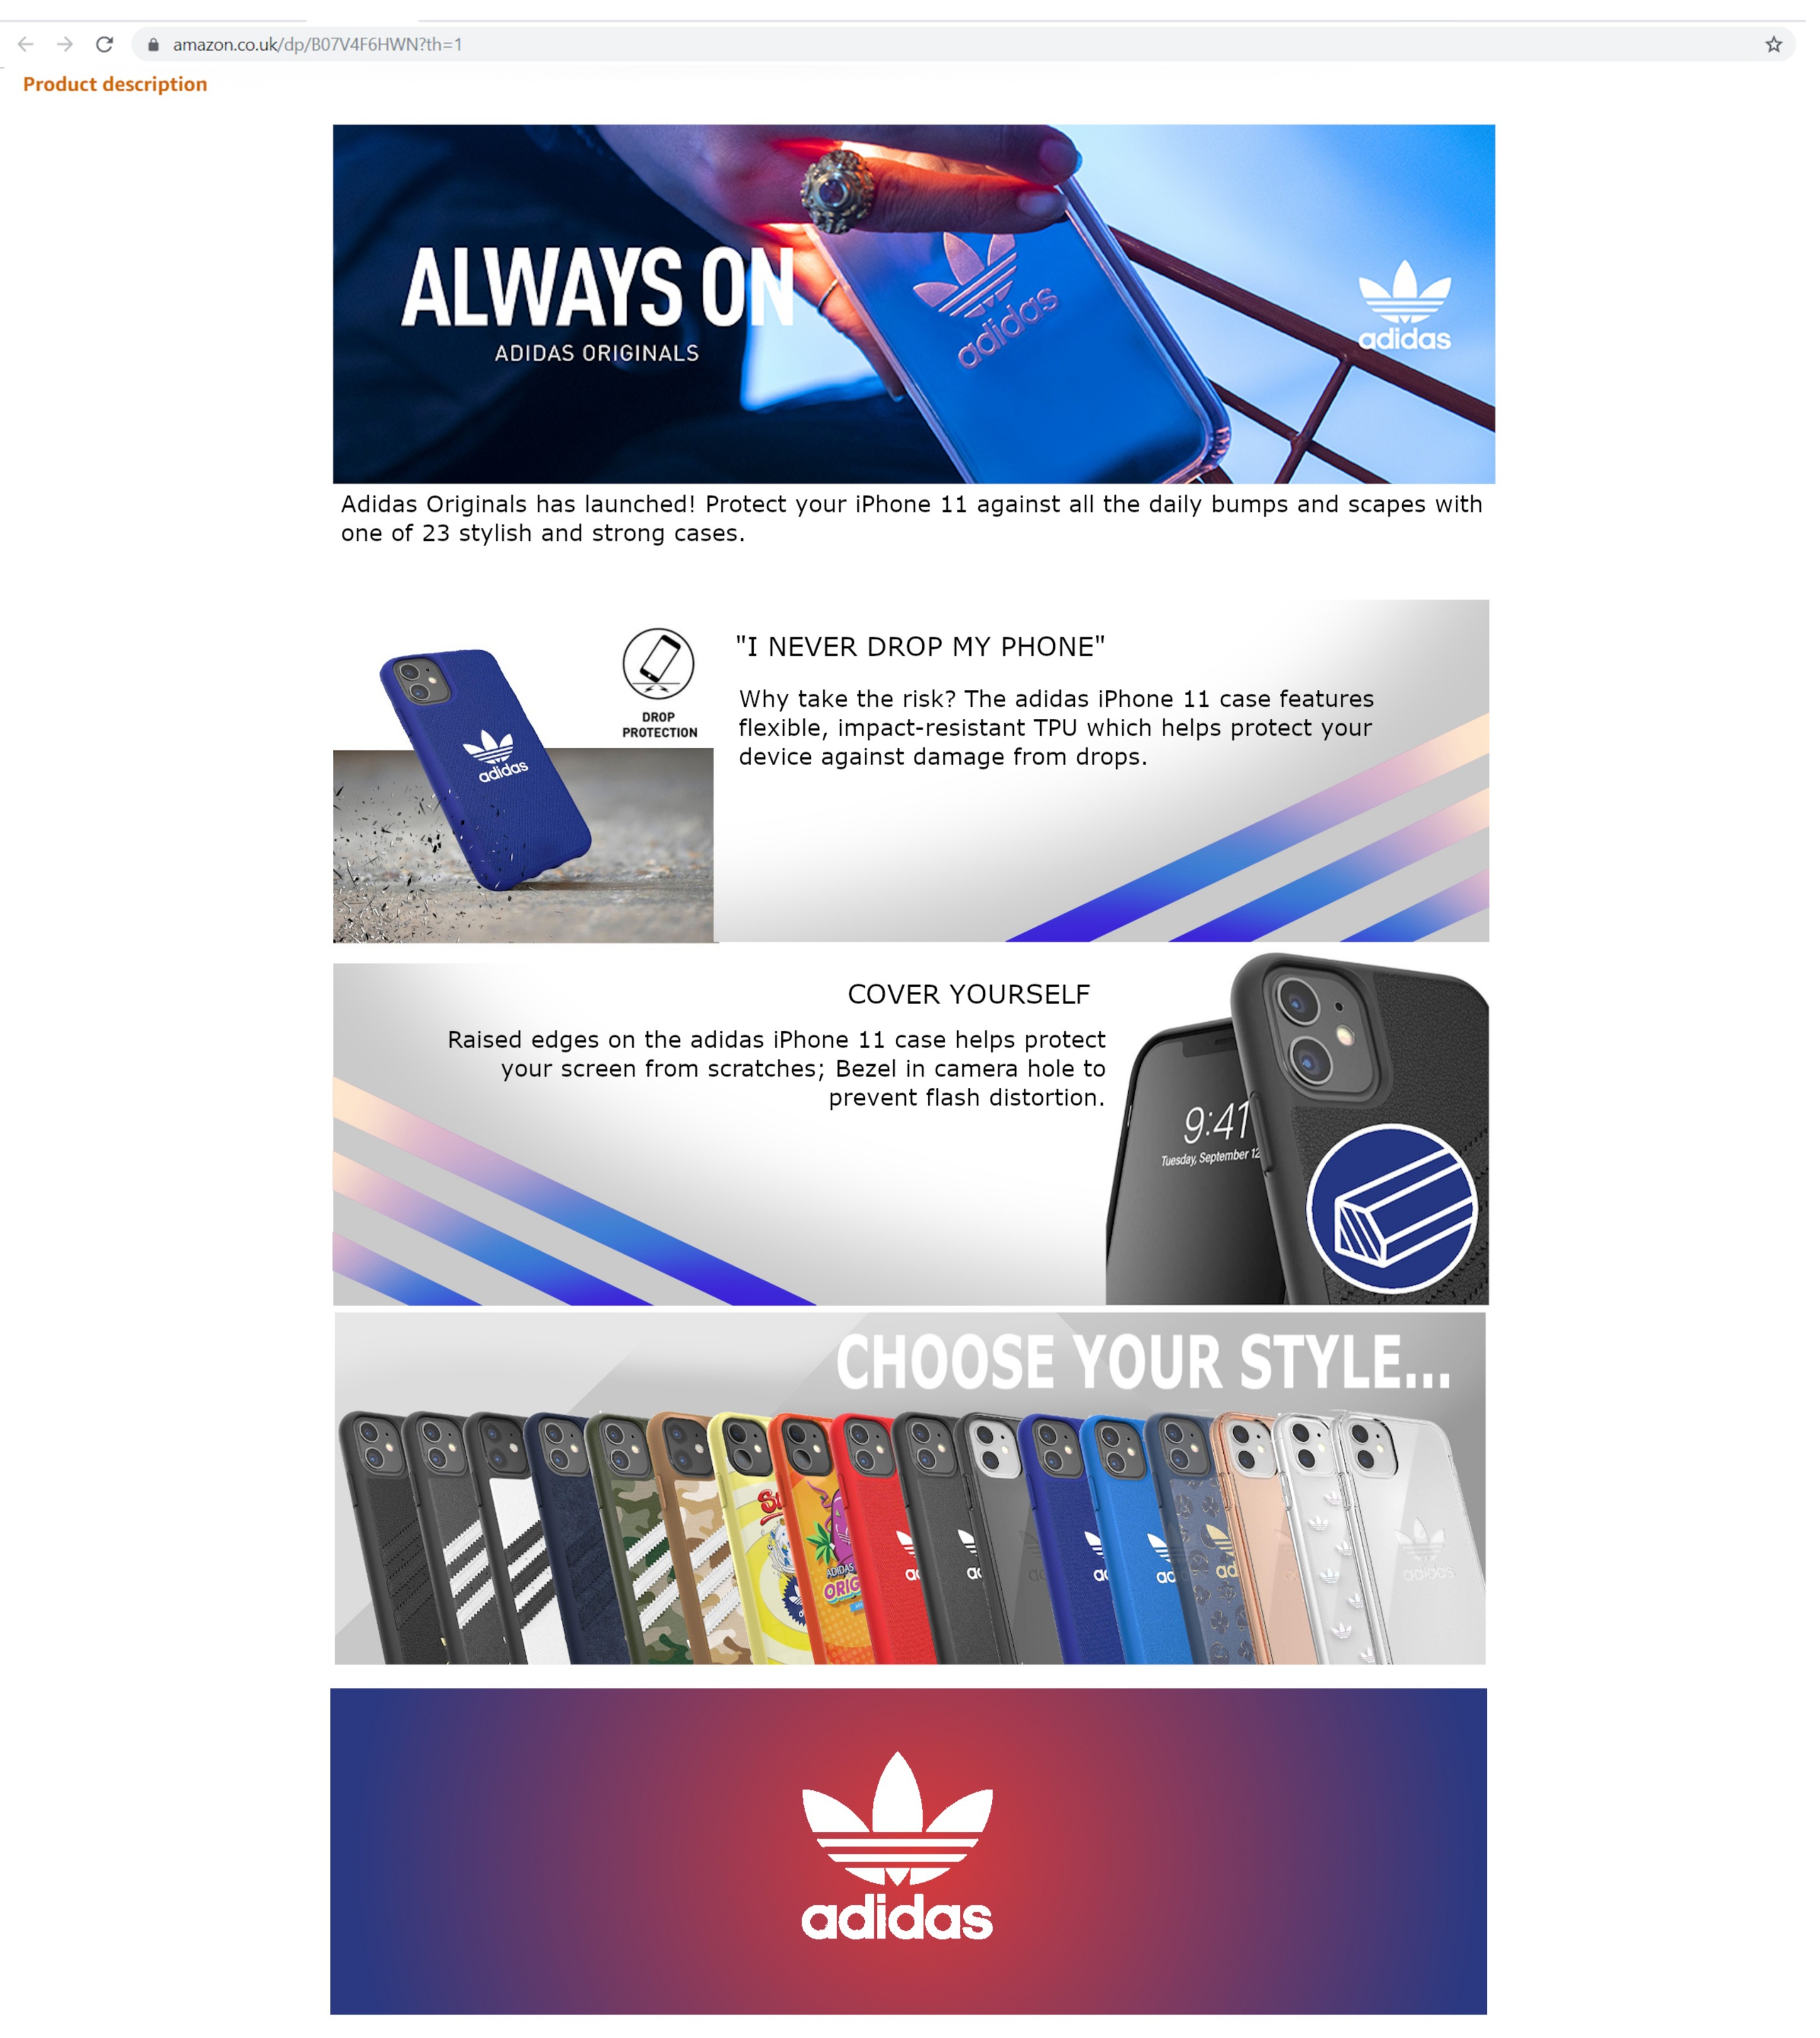 amazon.co.uk/dp/B07V4F6HWN?th=1
Product description
ALWAYS ON
ADIDAS ORIGINALS
adidas
adidas
Adidas Originals has launched! Protect your iPhone 11 against all the daily bumps and scapes with
one of 23 stylish and strong cases.
DROP
PROTECTION
adidas
"I NEVER DROP MY PHONE"
Why take the risk? The adidas iPhone 11 case features
flexible, impact-resistant TPU which helps protect your
device against damage from drops.
COVER YOURSELF
Raised edges on the adidas iPhone 11 case helps protect
your screen from scratches; Bezel in camera hole to
prevent flash distortion.
9:41
Tuesday, September 12
CHOOSE YOUR STYLE...
ADIDAS
ORIG
ad
adidas
adidas